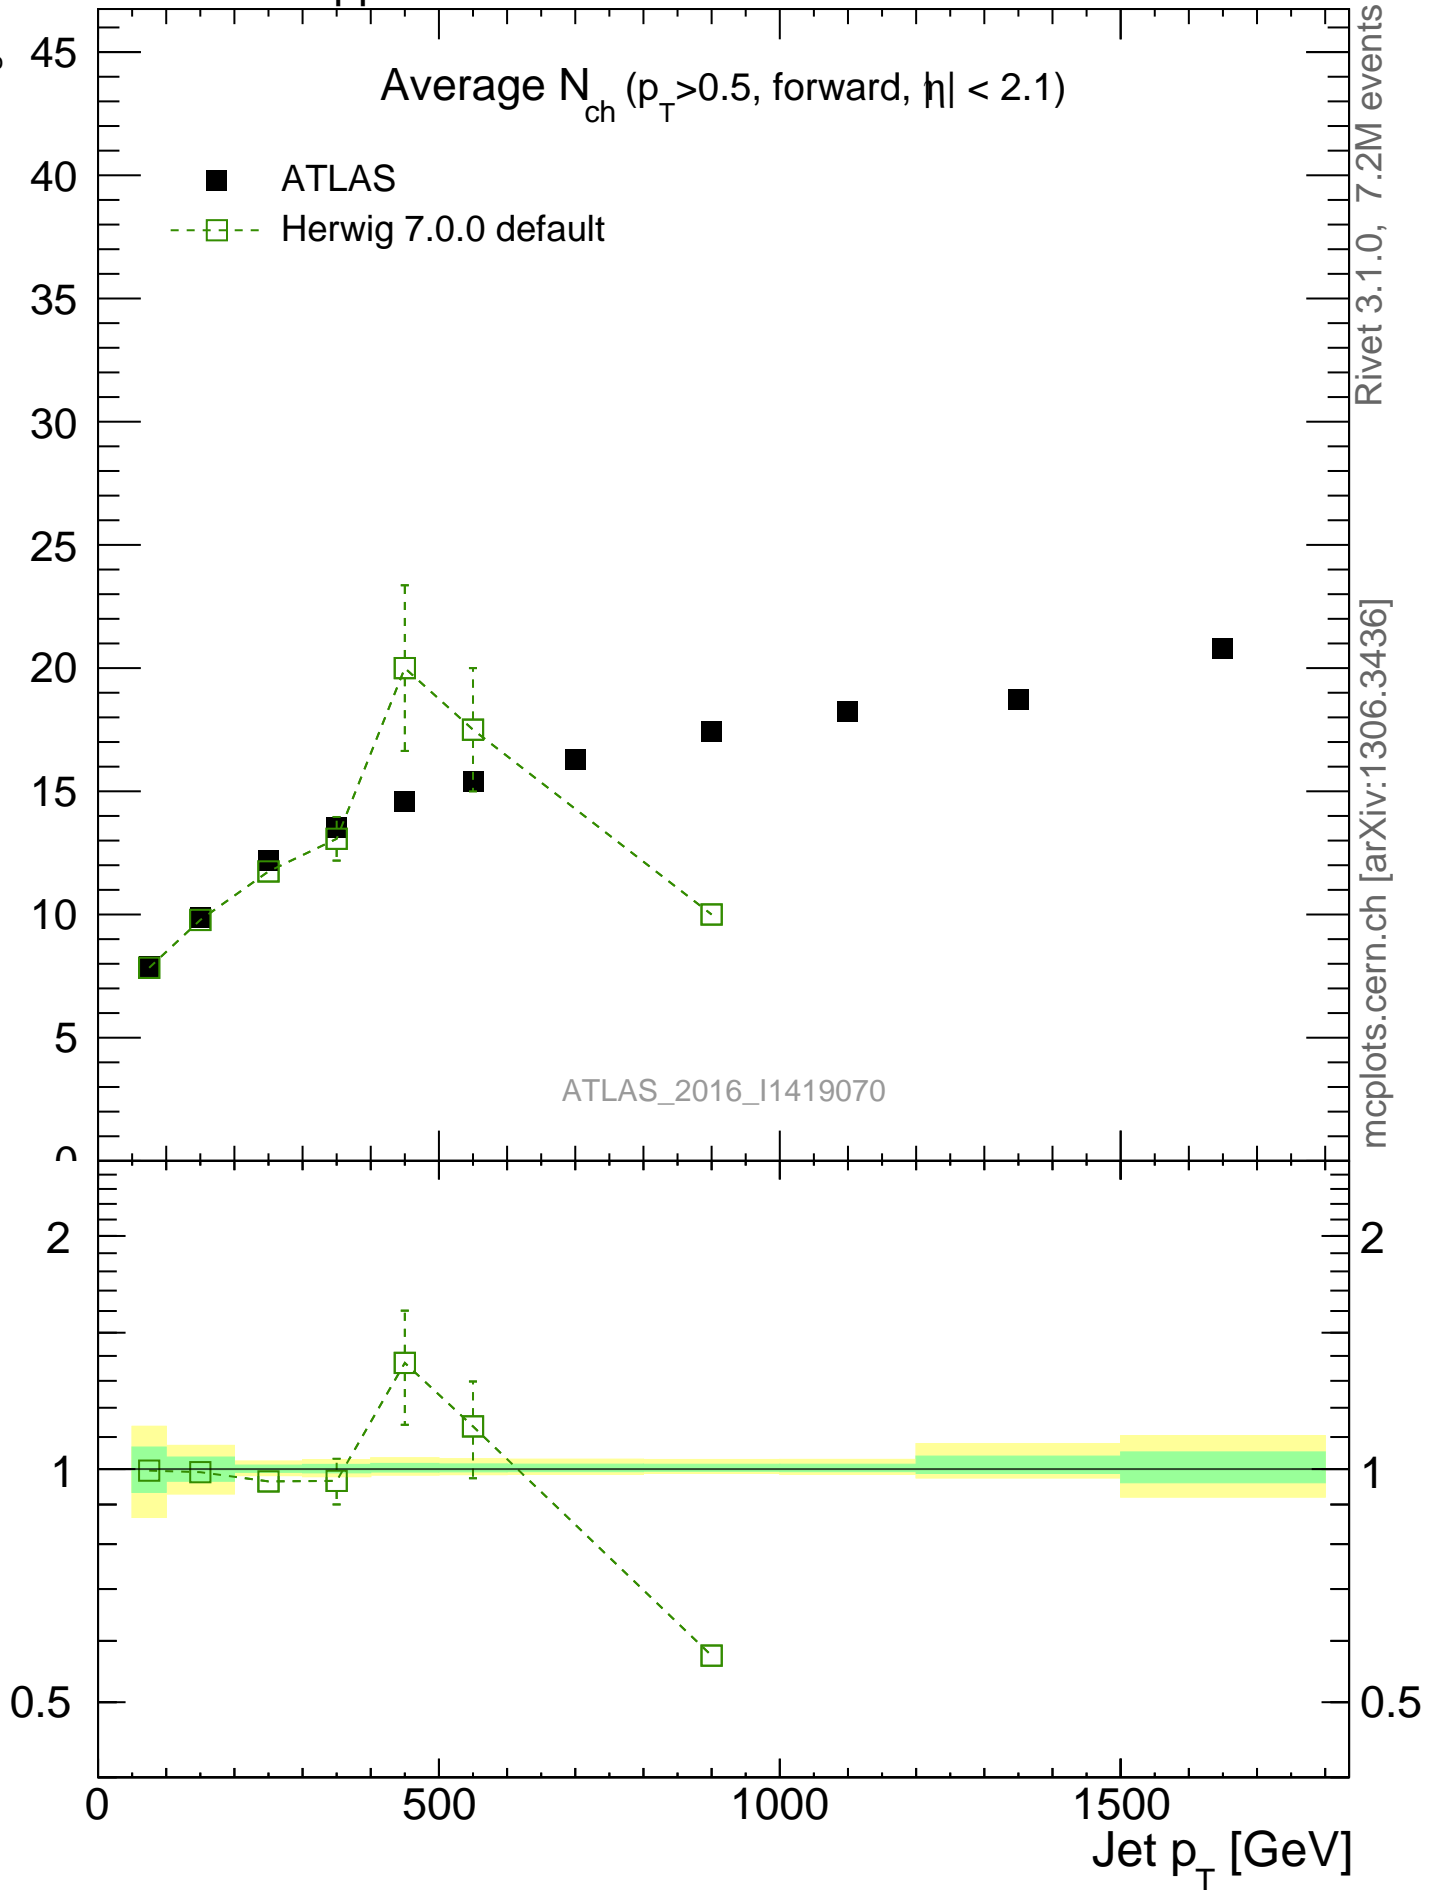 Average N_ch (p_T>0.5, forward, |η| < 2.1)
ATLAS
Herwig 7.0.0 default
45
40
35
30
25
20
15
10
5
0
ATLAS_2016_I1419070
Rivet 3.1.0, 7.2M events
mcplots.cern.ch [arXiv:1306.3436]
2
1
0.5
2
1
0.5
0
500
1000
1500
Jet p_T [GeV]